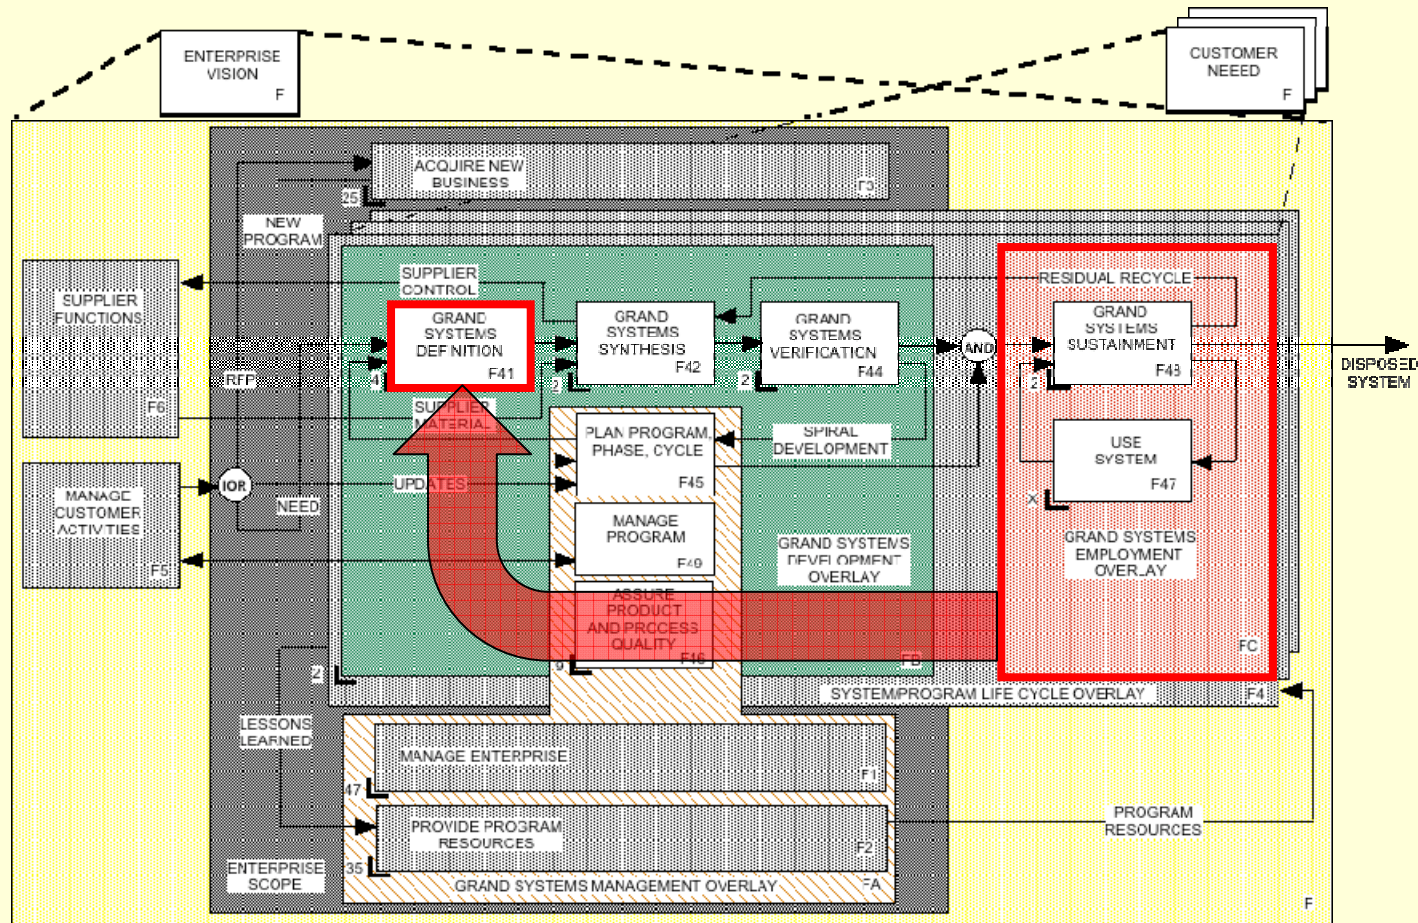 ENTERPRISE
VISION
F
CUSTOMER
NEEED
F
ACQUIRE NEW
BUSINESS
F3
25
NEW
PROGRAM
SUPPLIER
CONTROL
RESIDUAL RECYCLE
SUPPLIER
FUNCTIONS
F6
GRAND
SYSTEMS
DEFINITION
F41
4
GRAND
SYSTEMS
SYNTHESIS
F42
2
GRAND
SYSTEMS
VERIFICATION
F44
2
AND
GRAND
SYSTEMS
SUSTAINMENT
F48
2
DISPOSED
SYSTEM
RFP
SUPPLIER
MATERIAL
PLAN PROGRAM,
PHASE, CYCLE
F45
SPIRAL
DEVELOPMENT
USE
SYSTEM
F47
X
MANAGE
CUSTOMER
ACTIVITIES
F5
IOR
UPDATES
NEED
MANAGE
PROGRAM
F49
GRAND SYSTEMS
DEVELOPMENT
OVERLAY
GRAND SYSTEMS
EMPLOYMENT
OVERLAY
ASSURE
PRODUCT
AND PROCESS
QUALITY
F16
9
FB
FC
2
SYSTEM/PROGRAM LIFE CYCLE OVERLAY
F4
LESSONS
LEARNED
MANAGE ENTERPRISE
F1
47
PROVIDE PROGRAM
RESOURCES
F2
35
PROGRAM
RESOURCES
ENTERPRISE
SCOPE
GRAND SYSTEMS MANAGEMENT OVERLAY
FA
F